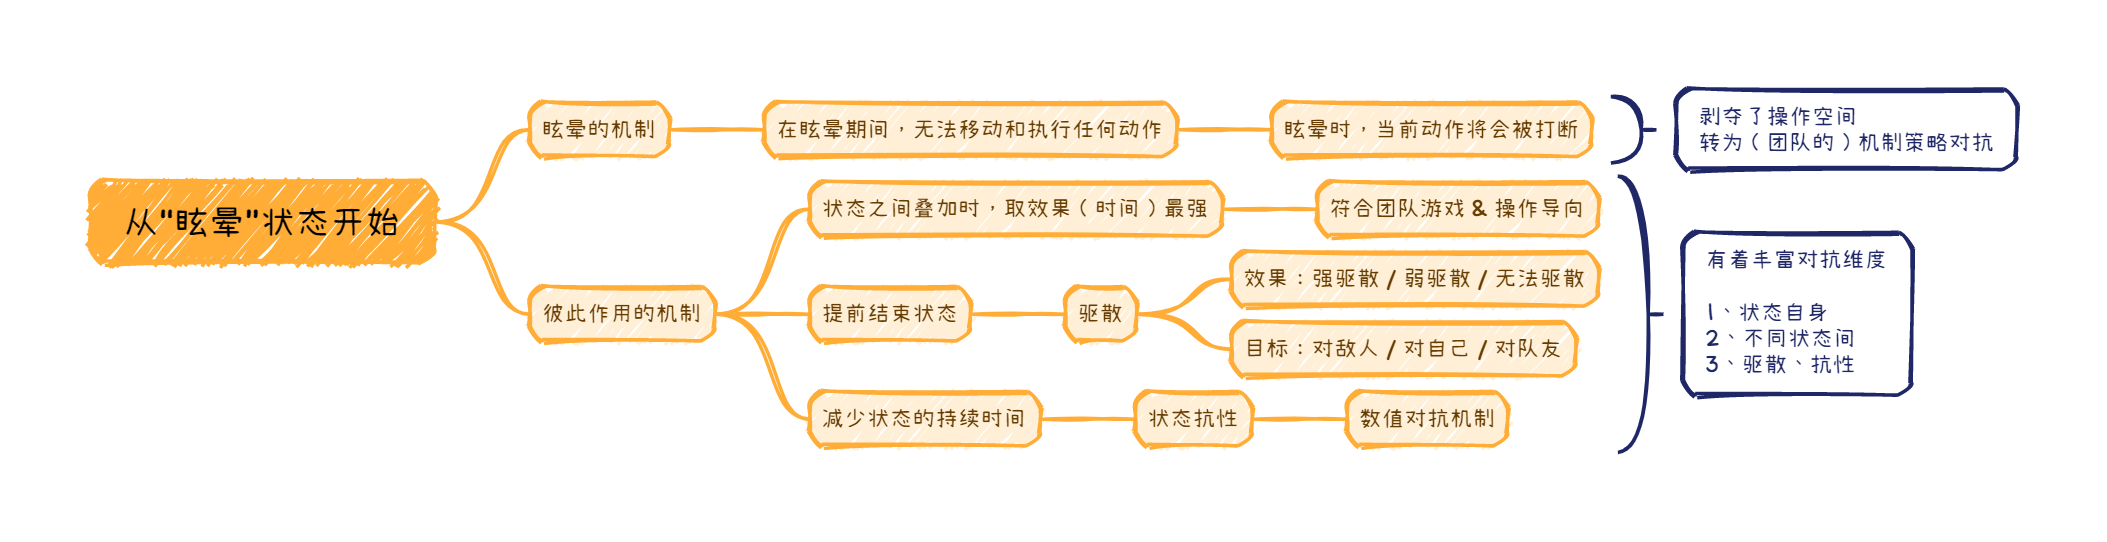 从"眩晕"状态开始
眩晕的机制
在眩晕期间，无法移动和执行任何动作
眩晕时，当前动作将会被打断
剥夺了操作空间
转为（团队的）机制策略对抗
彼此作用的机制
状态之间叠加时，取效果（时间）最强
符合团队游戏 & 操作导向
提前结束状态
驱散
效果：强驱散 / 弱驱散 / 无法驱散
目标：对敌人 / 对自己 / 对队友
减少状态的持续时间
状态抗性
数值对抗机制
有着丰富对抗维度
1、状态自身
2、不同状态间
3、驱散、抗性